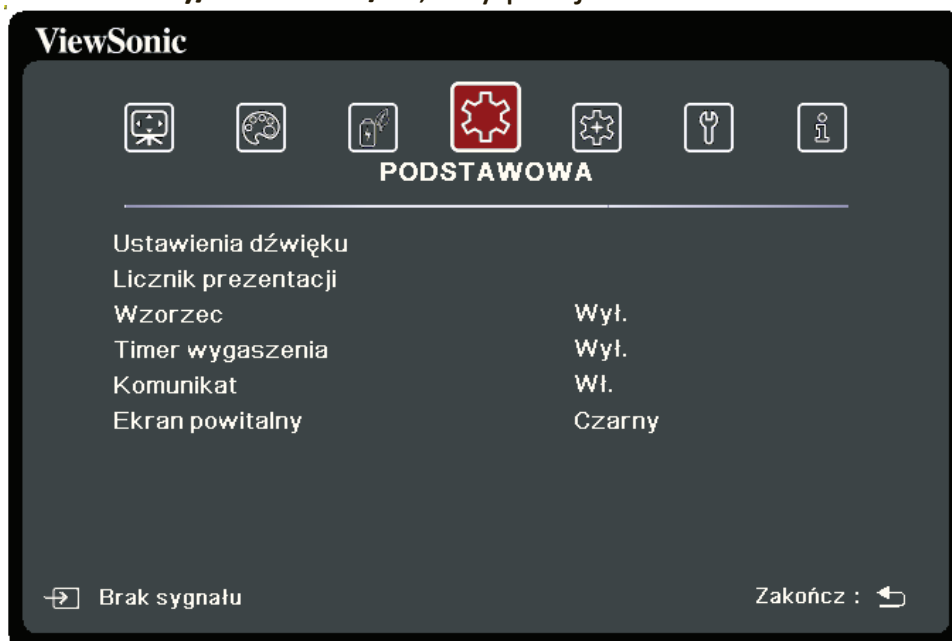 ViewSonic
PODSTAWOWA
Ustawienia dźwięku
Licznik prezentacji
Wzorzec Wył.
Timer wygaszenia Wył.
Komunikat Wł.
Ekran powitalny Czarny
Brak sygnału Zakończ :